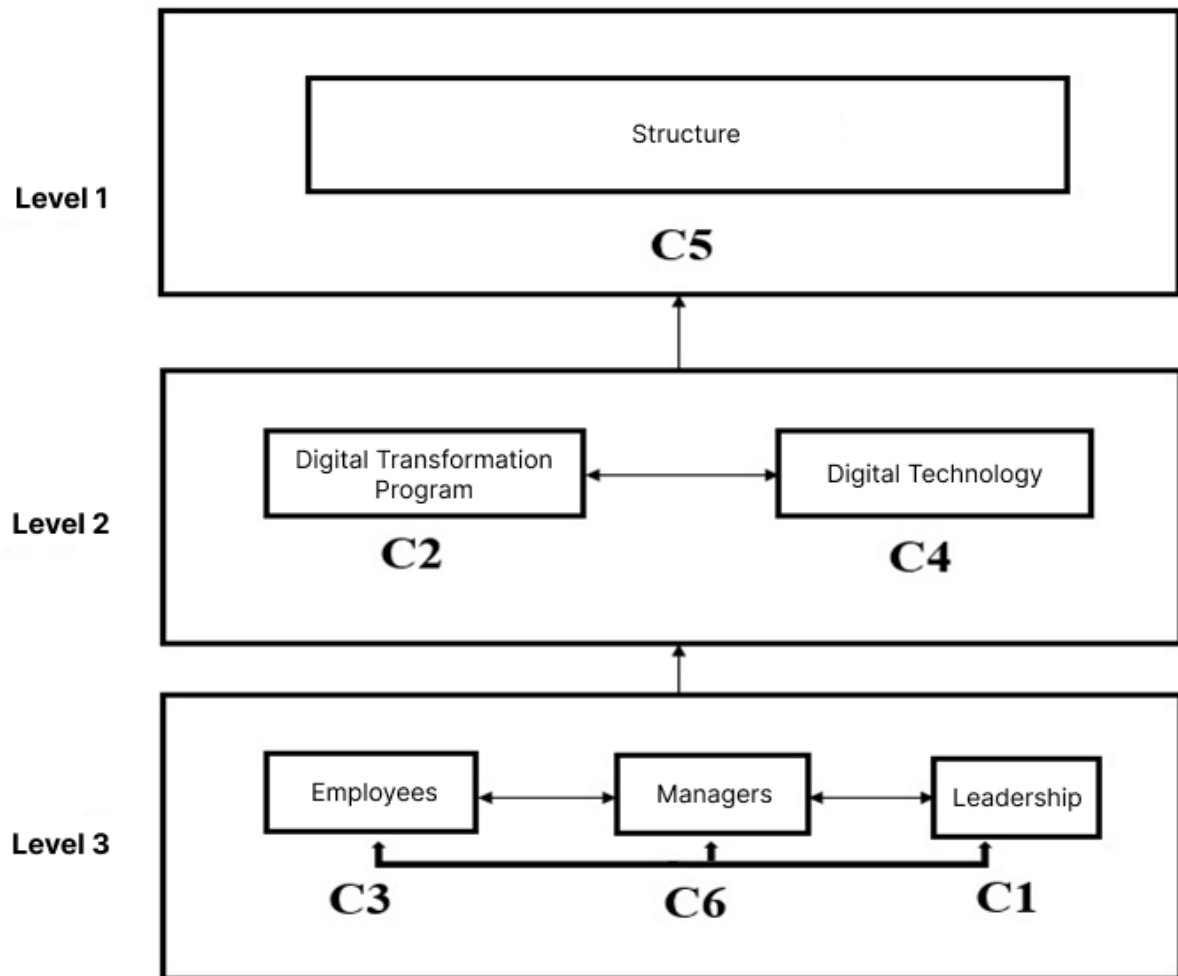 Structure
Level 1
C5
Digital Transformation
Program
Digital Technology
Level 2
C2
C4
Employees
Managers
Leadership
Level 3
C3
C6
C1